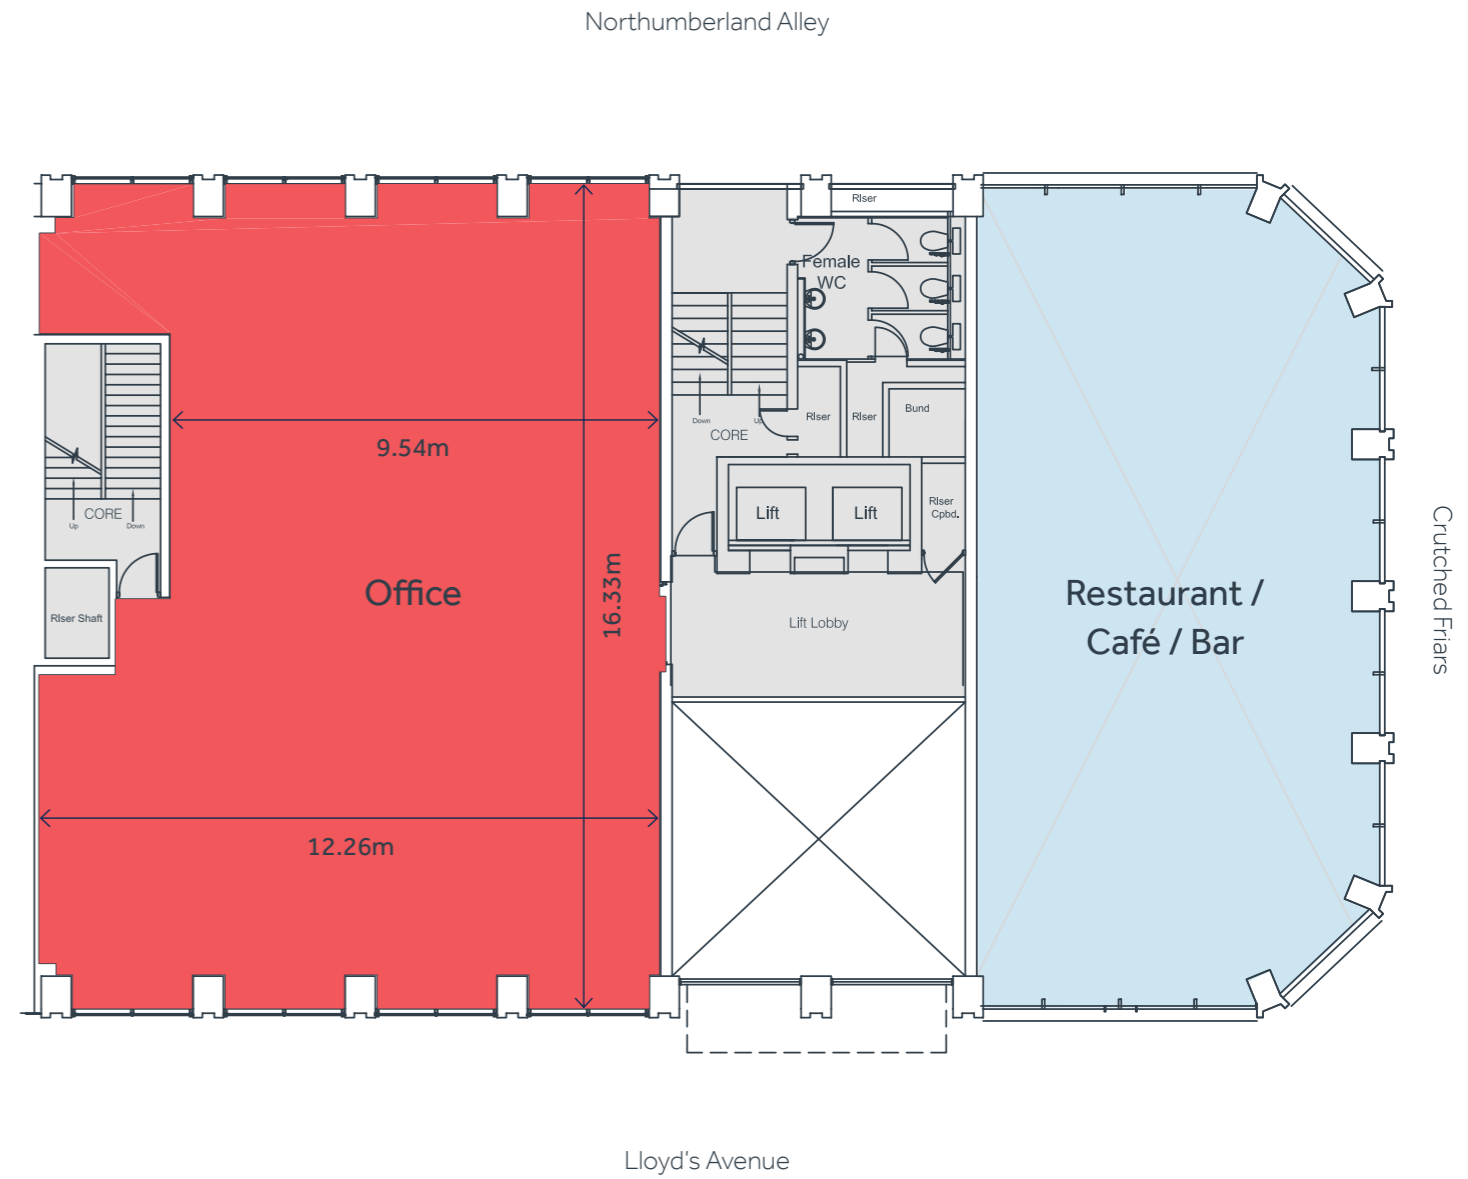 Northumberland Alley
RIser
Female
WC
RIser
RIser
Bund
Down
Up
CORE
9.54m
Lift
Lift
RIser
Cpbd.
CORE
Up
Down
Office
16.33m
RIser Shaft
Lift Lobby
Restaurant /
Café / Bar
Crutched Friars
12.26m
Lloyd's Avenue